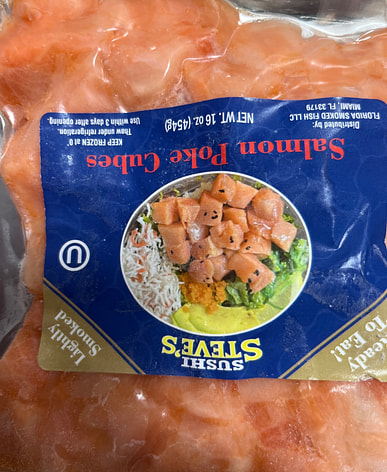 SUSHI
STEVE'S
Lightly
Smoked
Ready
To Eat!
U
Salmon Poke Cubes
KEEP FROZEN at 0°
Thaw under refrigeration.
Use within 3 days after opening.
NET WT. 16 oz. (454g)
Distributed by:
FLORIDA SMOKED FISH LLC
MIAMI, FL 33179